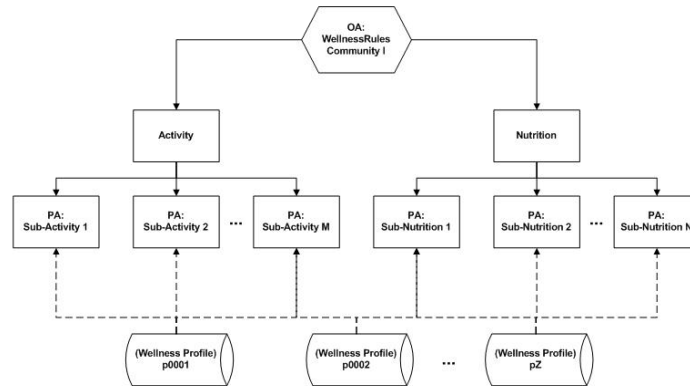 OA:
WellnessRules
Community I
Activity
Nutrition
PA:
Sub-Activity 1
PA:
Sub-Activity 2
...
PA:
Sub-Activity M
PA:
Sub-Nutrition 1
PA:
Sub-Nutrition 2
...
PA:
Sub-Nutrition N
(Wellness Profile)
p0001
(Wellness Profile)
p0002
...
(Wellness Profile)
pZ